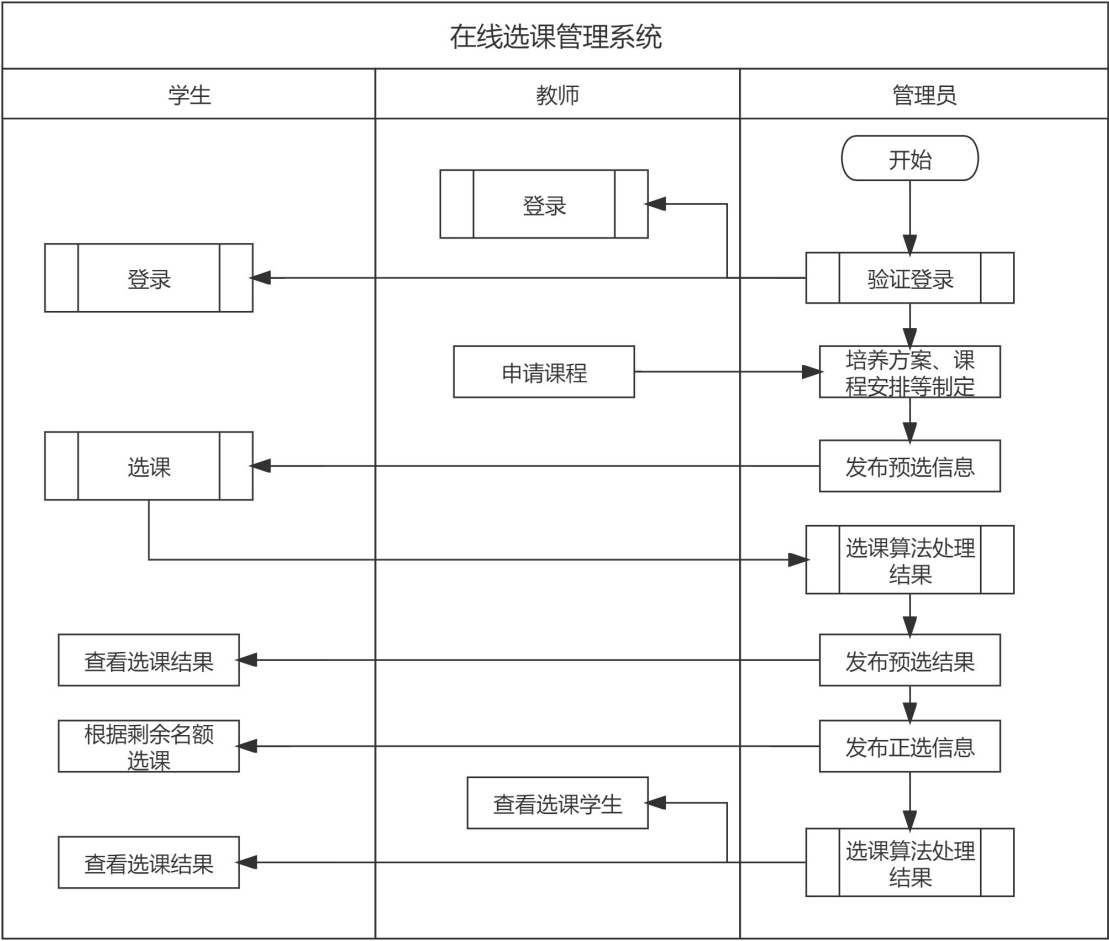 在线选课管理系统
学生
教师
管理员
开始
登录
登录
验证登录
申请课程
培养方案、课
程安排等制定
选课
发布预选信息
选课算法处理
结果
查看选课结果
发布预选结果
根据剩余名额
选课
发布正选信息
查看选课学生
查看选课结果
选课算法处理
结果